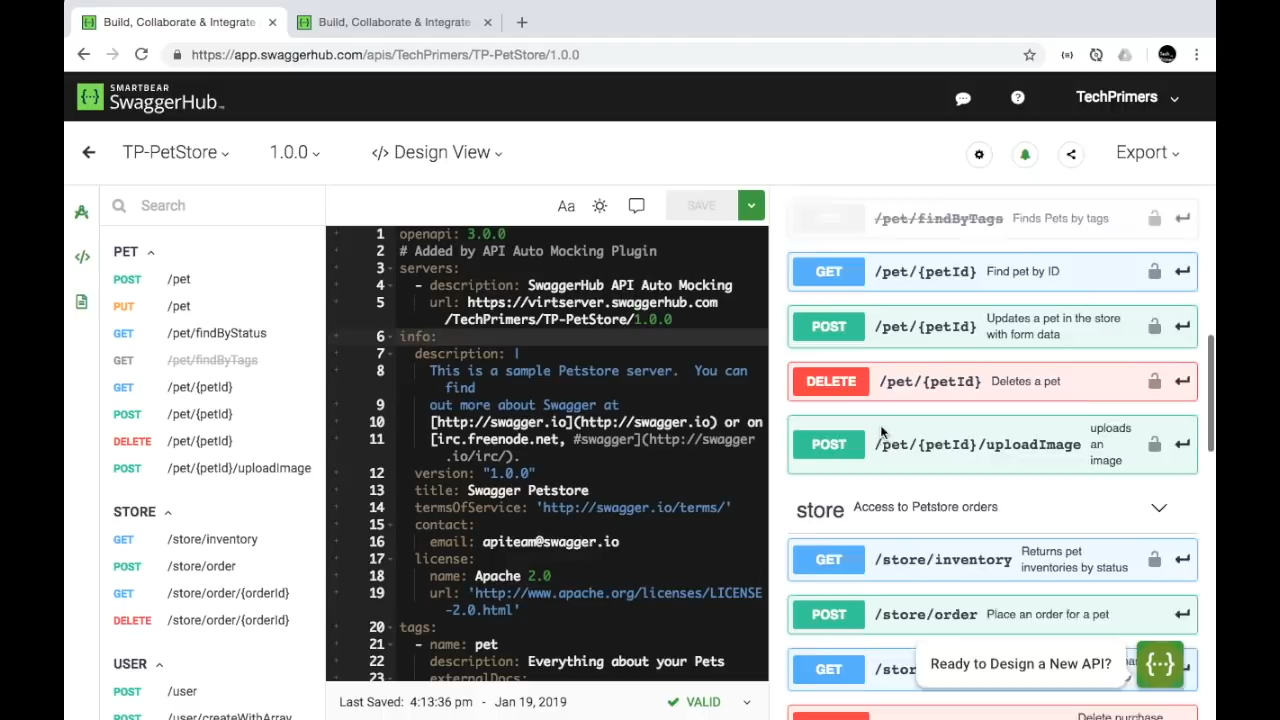 Build, Collaborate & Integrate
Build, Collaborate & Integrate
https://app.swaggerhub.com/apis/TechPrimers/TP-PetStore/1.0.0
SMARTBEAR
SwaggerHub
TechPrimers
TP-PetStore
1.0.0
</> Design View
Export
Search
Aa
SAVE
PET
POST /pet
PUT /pet
GET /pet/findByStatus
GET /pet/findByTags
GET /pet/{petId}
POST /pet/{petId}
DELETE /pet/{petId}
POST /pet/{petId}/uploadImage
STORE
GET /store/inventory
POST /store/order
GET /store/order/{orderId}
DELETE /store/order/{orderId}
USER
POST /user
POST /user/createWithArray
1 openapi: 3.0.0
2 # Added by API Auto Mocking Plugin
3 servers:
4 - description: SwaggerHub API Auto Mocking
5 url: https://virtserver.swaggerhub.com
/TechPrimers/TP-PetStore/1.0.0
6 info:
7 description: |
8 This is a sample Petstore server. You can
find
9 out more about Swagger at
10 [http://swagger.io](http://swagger.io) or on
11 [irc.freenode.net, #swagger](http://swagger
.io/irc/).
12 version: "1.0.0"
13 title: Swagger Petstore
14 termsOfService: 'http://swagger.io/terms/'
15 contact:
16 email: apiteam@swagger.io
17 license:
18 name: Apache 2.0
19 url: 'http://www.apache.org/licenses/LICENSE
-2.0.html'
20 tags:
21 - name: pet
22 description: Everything about your Pets
23 externalDocs:
Last Saved: 4:13:36 pm - Jan 19, 2019
VALID
/pet/findByTags Finds Pets by tags
GET /pet/{petId} Find pet by ID
POST /pet/{petId} Updates a pet in the store
with form data
DELETE /pet/{petId} Deletes a pet
POST /pet/{petId}/uploadImage uploads
an
image
store Access to Petstore orders
GET /store/inventory Returns pet
inventories by status
POST /store/order Place an order for a pet
GET
Ready to Design a New API?
Delete purchase